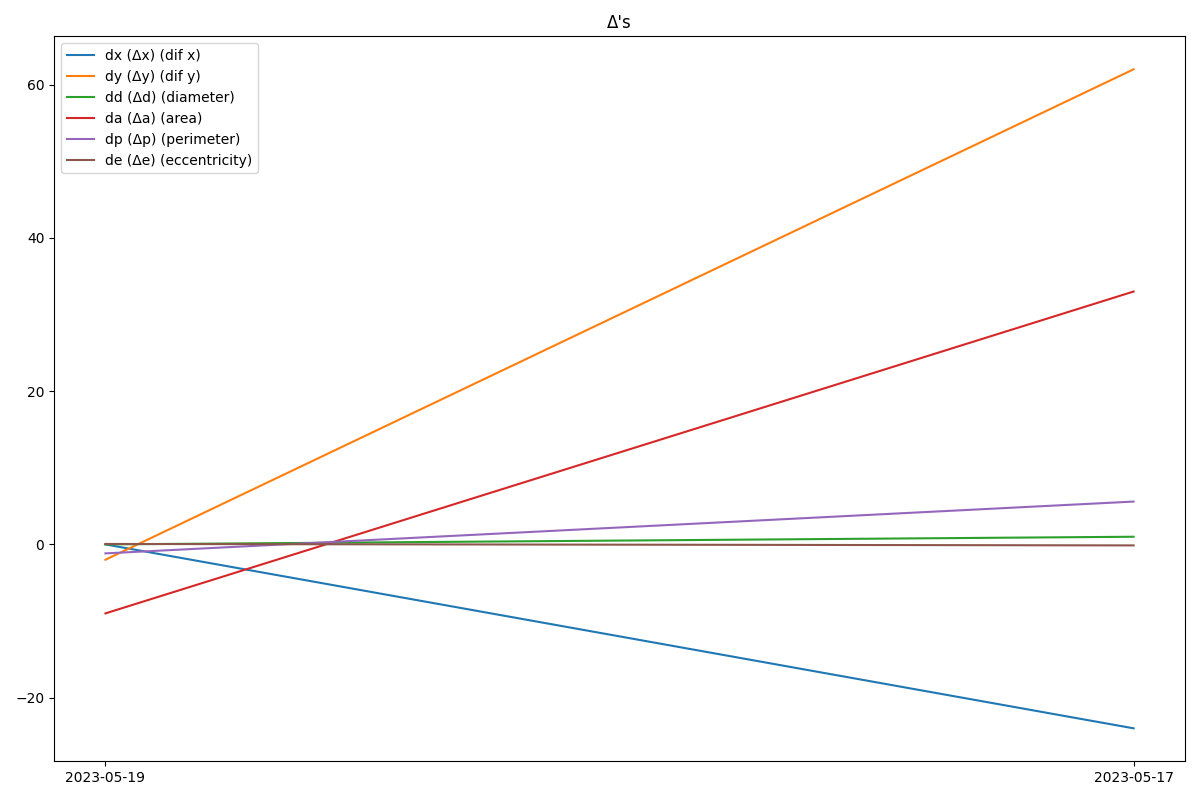 Δ's
dx (Δx) (dif x)
dy (Δy) (dif y)
dd (Δd) (diameter)
da (Δa) (area)
dp (Δp) (perimeter)
de (Δe) (eccentricity)
60
40
20
0
−20
2023-05-19 2023-05-17